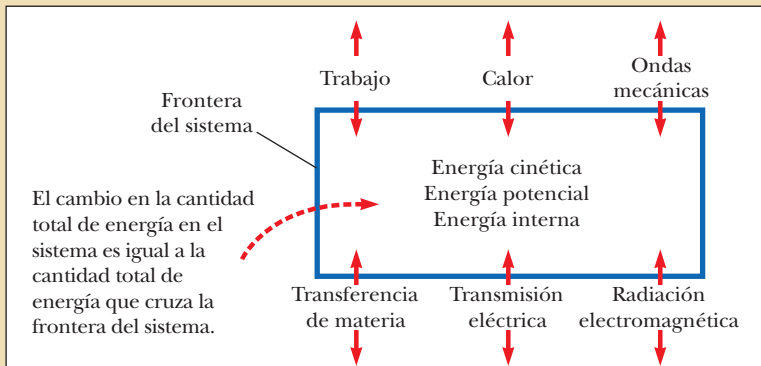 Trabajo
Calor
Ondas
mecánicas
Frontera
del sistema
Energía cinética
Energía potencial
Energía interna
El cambio en la cantidad
total de energía en el
sistema es igual a la
cantidad total de
energía que cruza la
frontera del sistema.
Transferencia
de materia
Transmisión
eléctrica
Radiación
electromagnética